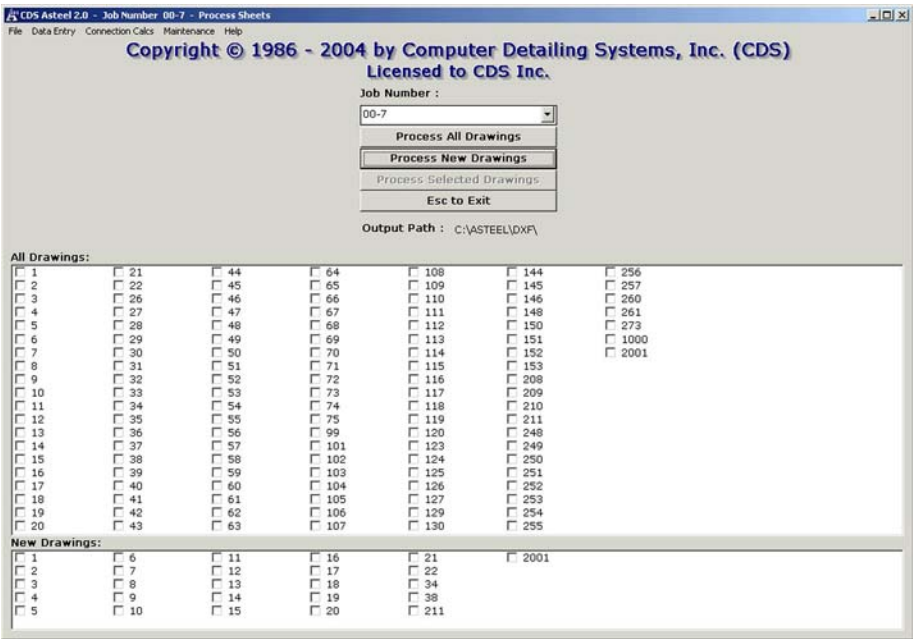 CDS Asteel 2.0 - Job Number 00-7 - Process Sheets
File Data Entry Connection Calcs Maintenance Help
Copyright © 1986 - 2004 by Computer Detailing Systems, Inc. (CDS)
Licensed to CDS Inc.
Job Number :
00-7
Process All Drawings
Process New Drawings
Process Selected Drawings
Esc to Exit
Output Path : C:\ASTEEL\DXF\
All Drawings:
1 21 44 64 108 144 256
2 22 45 65 109 145 257
3 26 46 66 110 146 260
4 27 47 67 111 148 261
5 28 48 68 112 150 273
6 29 49 69 113 151 1000
7 30 50 70 114 152 2001
8 31 51 71 115 153
9 32 52 72 116 208
10 33 53 73 117 209
11 34 54 74 118 210
12 35 55 75 119 211
13 36 56 99 120 248
14 37 57 101 123 249
15 38 58 102 124 250
16 39 59 103 125 251
17 40 60 104 126 252
18 41 61 105 127 253
19 42 62 106 129 254
20 43 63 107 130 255
New Drawings:
1 6 11 16 21 2001
2 7 12 17 22
3 8 13 18 34
4 9 14 19 38
5 10 15 20 211